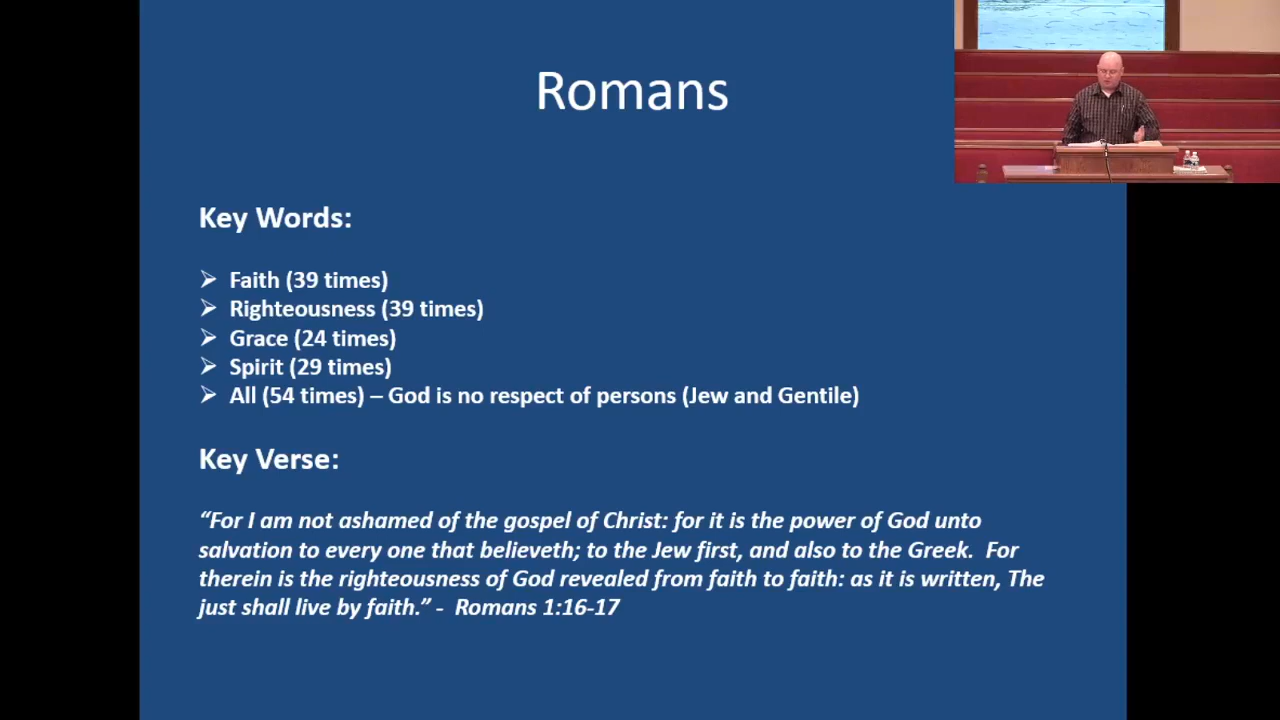 Romans
Key Words:
➢ Faith (39 times)
➢ Righteousness (39 times)
➢ Grace (24 times)
➢ Spirit (29 times)
➢ All (54 times) – God is no respect of persons (Jew and Gentile)
Key Verse:
“For I am not ashamed of the gospel of Christ: for it is the power of God unto
salvation to every one that believeth; to the Jew first, and also to the Greek.  For
therein is the righteousness of God revealed from faith to faith: as it is written, The
just shall live by faith.” -  Romans 1:16-17